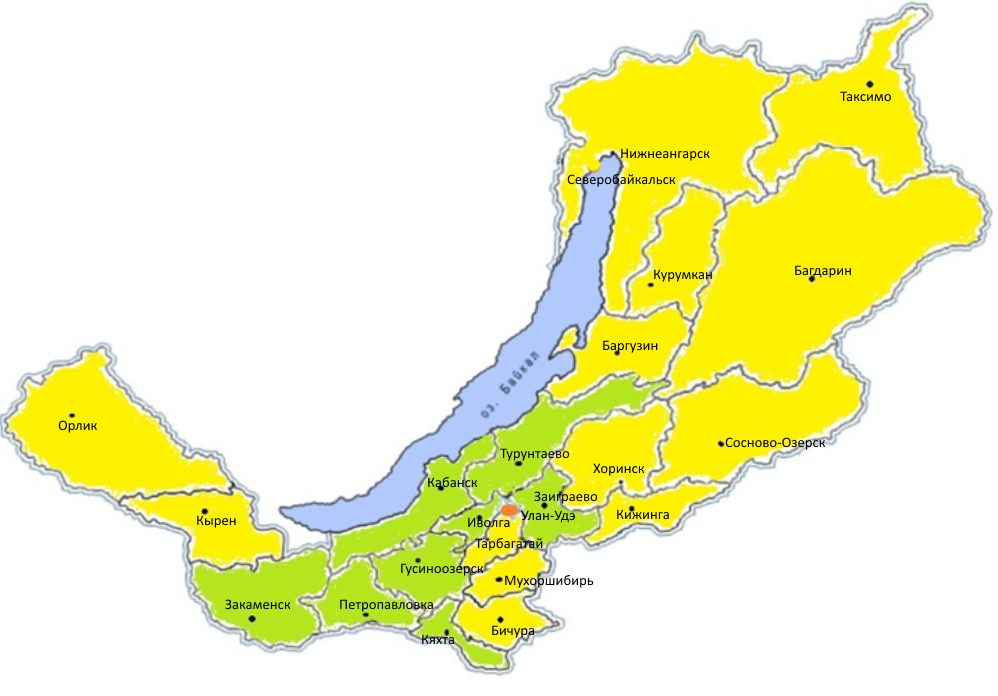 Таксимо
Нижнеангарск
Северобайкальск
Курумкан
Багдарин
Баргузин
оз. Байкал
Орлик
Сосново-Озерск
Турунтаево
Хоринск
Кабанск
Заиграево
Кырен
Иволга
Улан-Удэ
Кижинга
Тарбагатай
Гусиноозерск
Мухоршибирь
Закаменск
Петропавловка
Кяхта
Бичура